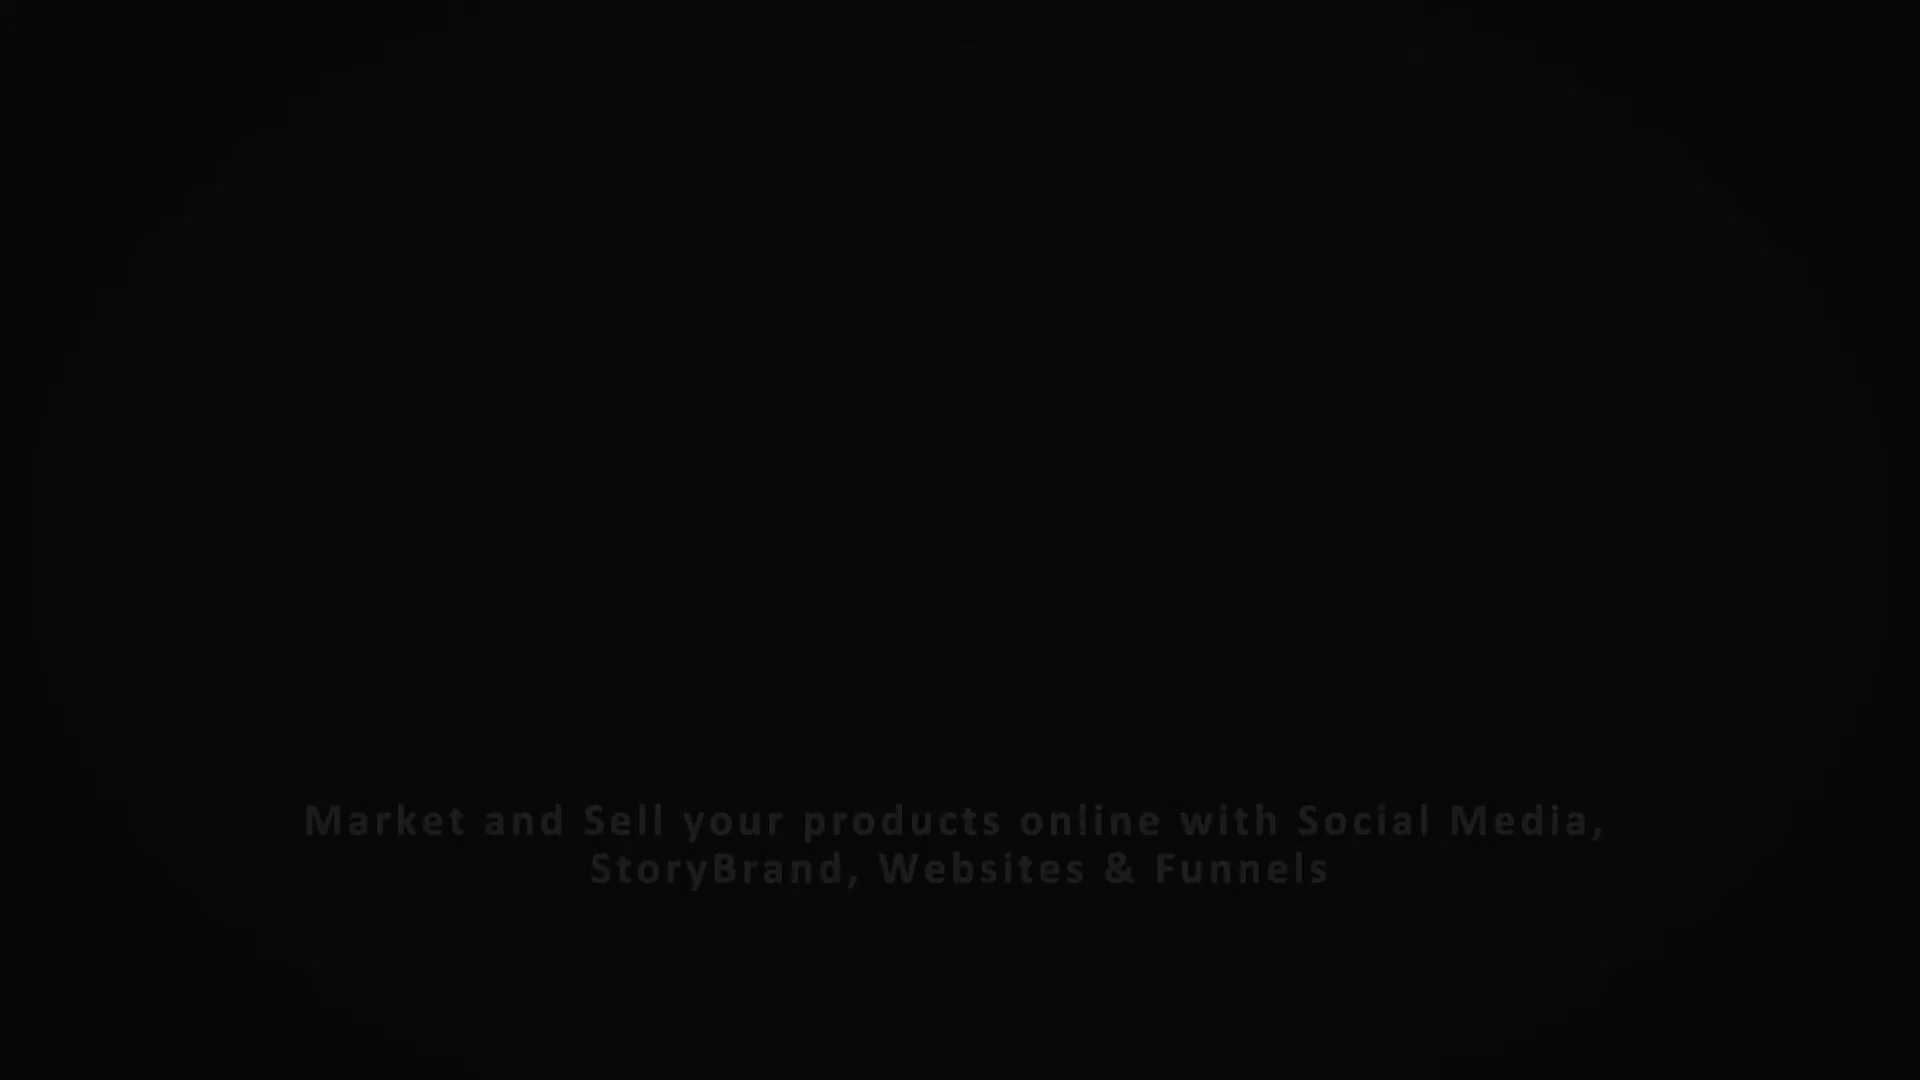 Market and Sell your products online with Social Media,
StoryBrand, Websites & Funnels